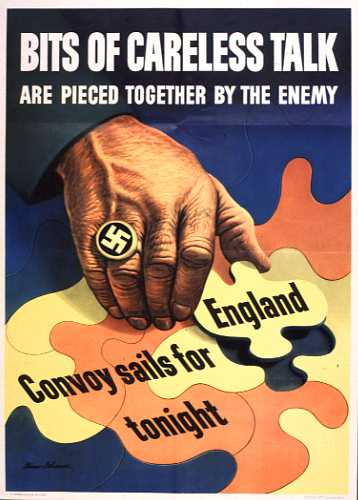 BITS OF CARELESS TALK
ARE PIECED TOGETHER BY THE ENEMY
England
Convoy sails for
tonight